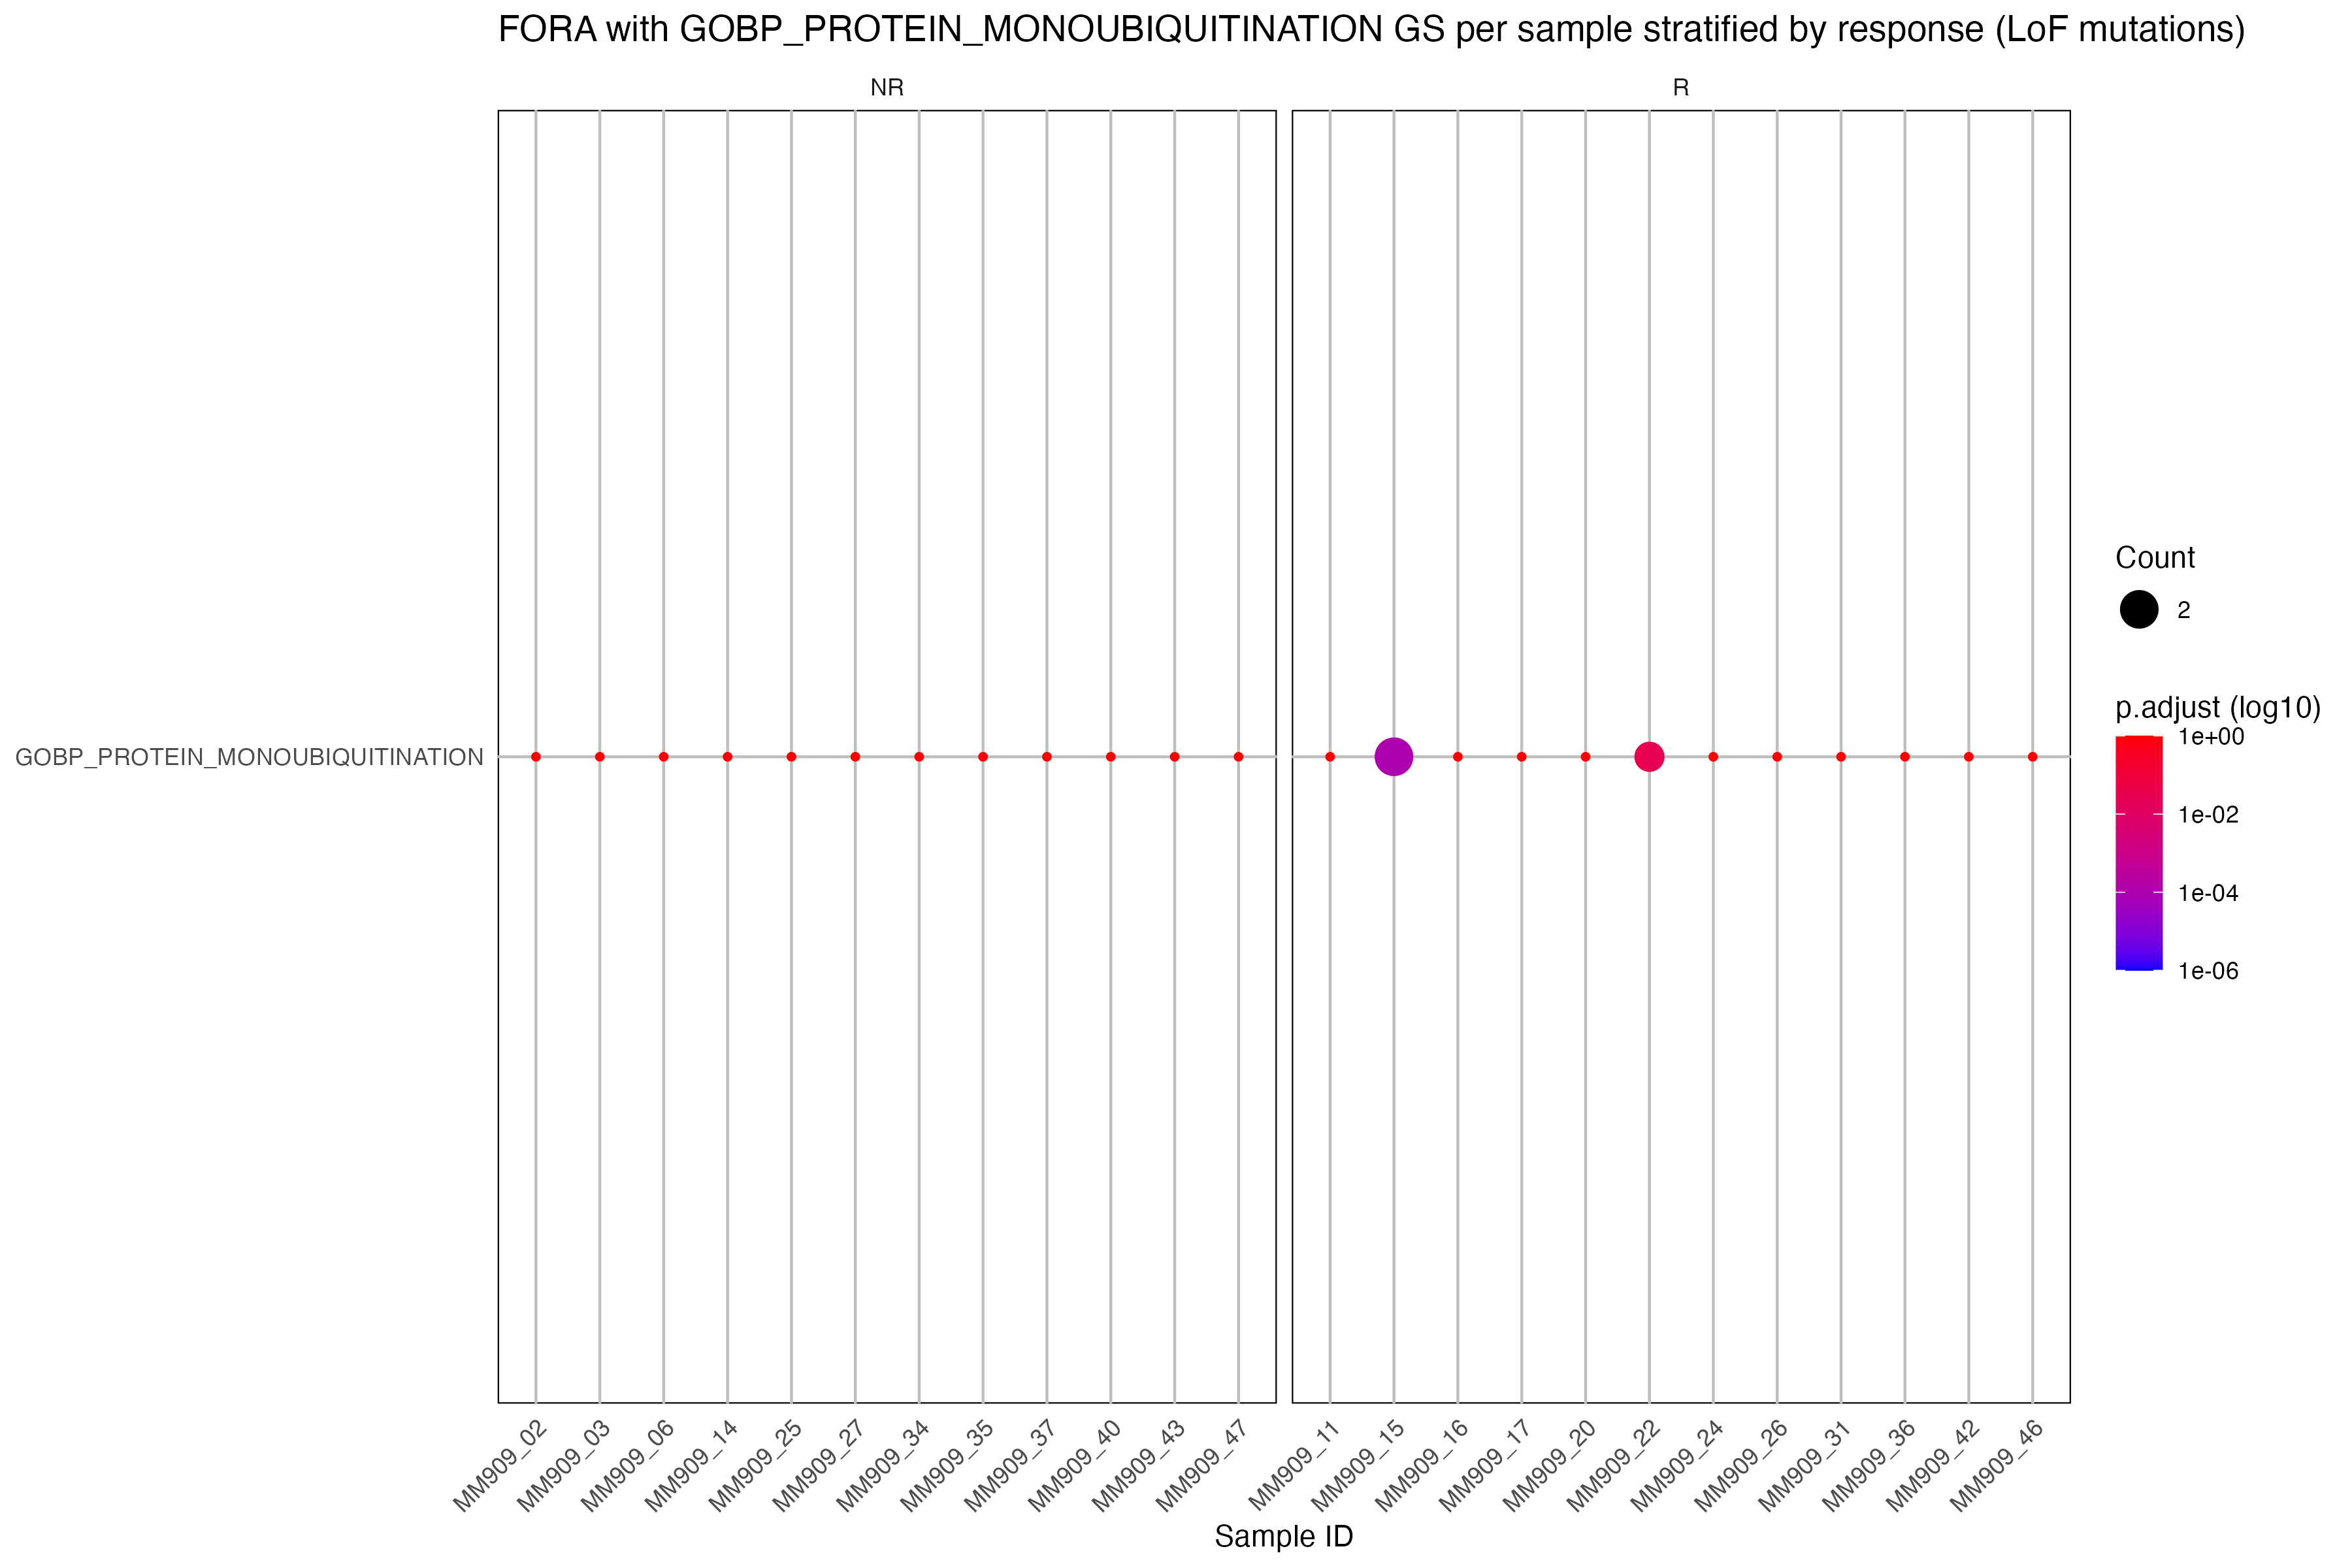 FORA with GOBP_PROTEIN_MONOUBIQUITINATION GS per sample stratified by response (LoF mutations)
NR
R
GOBP_PROTEIN_MONOUBIQUITINATION
MM909_02
MM909_03
MM909_06
MM909_14
MM909_25
MM909_27
MM909_34
MM909_35
MM909_37
MM909_40
MM909_43
MM909_47
MM909_11
MM909_15
MM909_16
MM909_17
MM909_20
MM909_22
MM909_24
MM909_26
MM909_31
MM909_36
MM909_42
MM909_46
Sample ID
Count
2
p.adjust (log10)
1e+00
1e-02
1e-04
1e-06